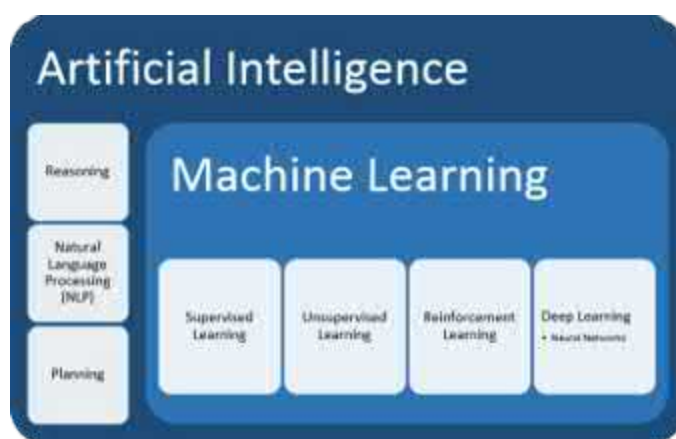 Artificial Intelligence
Reasoning
Natural
Language
Processing
(NLP)
Planning
Machine Learning
Supervised
Learning
Unsupervised
Learning
Reinforcement
Learning
Deep Learning
• Neural Networks